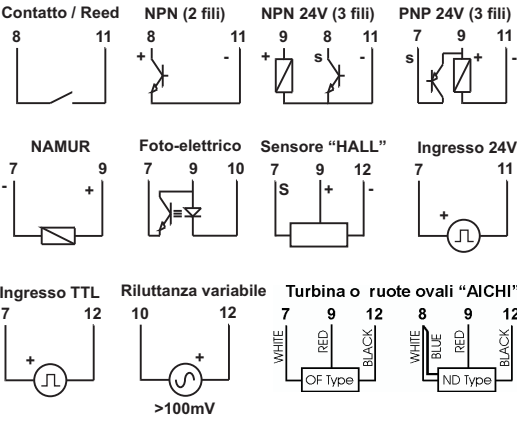 Contatto / Reed
8 11
NPN (2 fili)
8 11
+ -
NPN 24V (3 fili)
9 8 11
+ s -
PNP 24V (3 fili)
7 9 11
s + -
NAMUR
7 9
- +
Foto-elettrico
7 9 10
Sensore “HALL”
7 9 12
S + -
Ingresso 24V
7 11
+
Ingresso TTL
7 12
+
Riluttanza variabile
10 12
+
>100mV
Turbina o ruote ovali “AICHI”
7 9 12
WHITE RED BLACK
OF Type
8 9 12
WHITE BLUE RED BLACK
ND Type